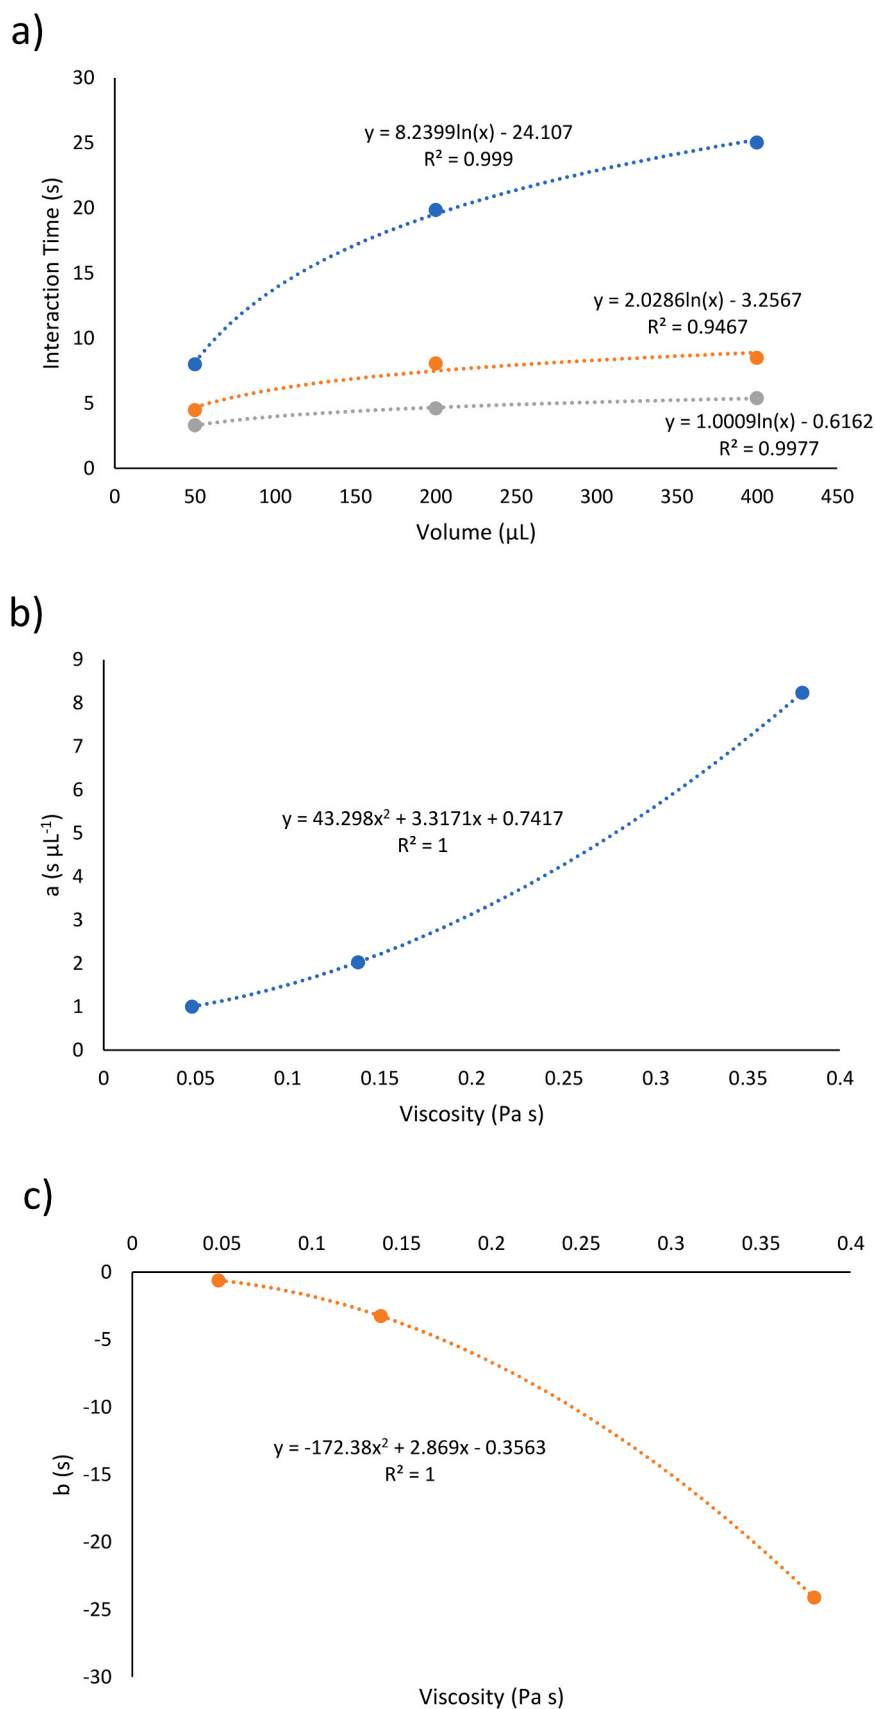 a)
30
25
20
15
10
5
0
Interaction Time (s)
y = 8.2399ln(x) - 24.107
R² = 0.999
y = 2.0286ln(x) - 3.2567
R² = 0.9467
y = 1.0009ln(x) - 0.6162
R² = 0.9977
0 50 100 150 200 250 300 350 400 450
Volume (µL)
b)
9
8
7
6
5
4
3
2
1
0
a (s µL⁻¹)
y = 43.298x² + 3.3171x + 0.7417
R² = 1
0 0.05 0.1 0.15 0.2 0.25 0.3 0.35 0.4
Viscosity (Pa s)
c)
0 0.05 0.1 0.15 0.2 0.25 0.3 0.35 0.4
0
-5
-10
-15
-20
-25
-30
b (s)
y = -172.38x² + 2.869x - 0.3563
R² = 1
Viscosity (Pa s)